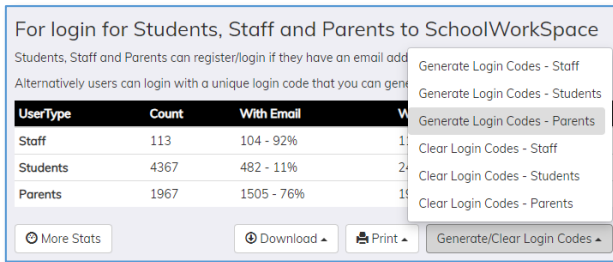 For login for Students, Staff and Parents to SchoolWorkSpace
Students, Staff and Parents can register/login if they have an email
Alternatively users can login with a unique login code that you can
Generate Login Codes - Staff
Generate Login Codes - Students
Generate Login Codes - Parents
Clear Login Codes - Staff
Clear Login Codes - Students
Clear Login Codes - Parents
UserType Count With Email
Staff 113 104 - 92%
Students 4367 482 - 11%
Parents 1967 1505 - 76%
More Stats Download Print Generate/Clear Login Codes